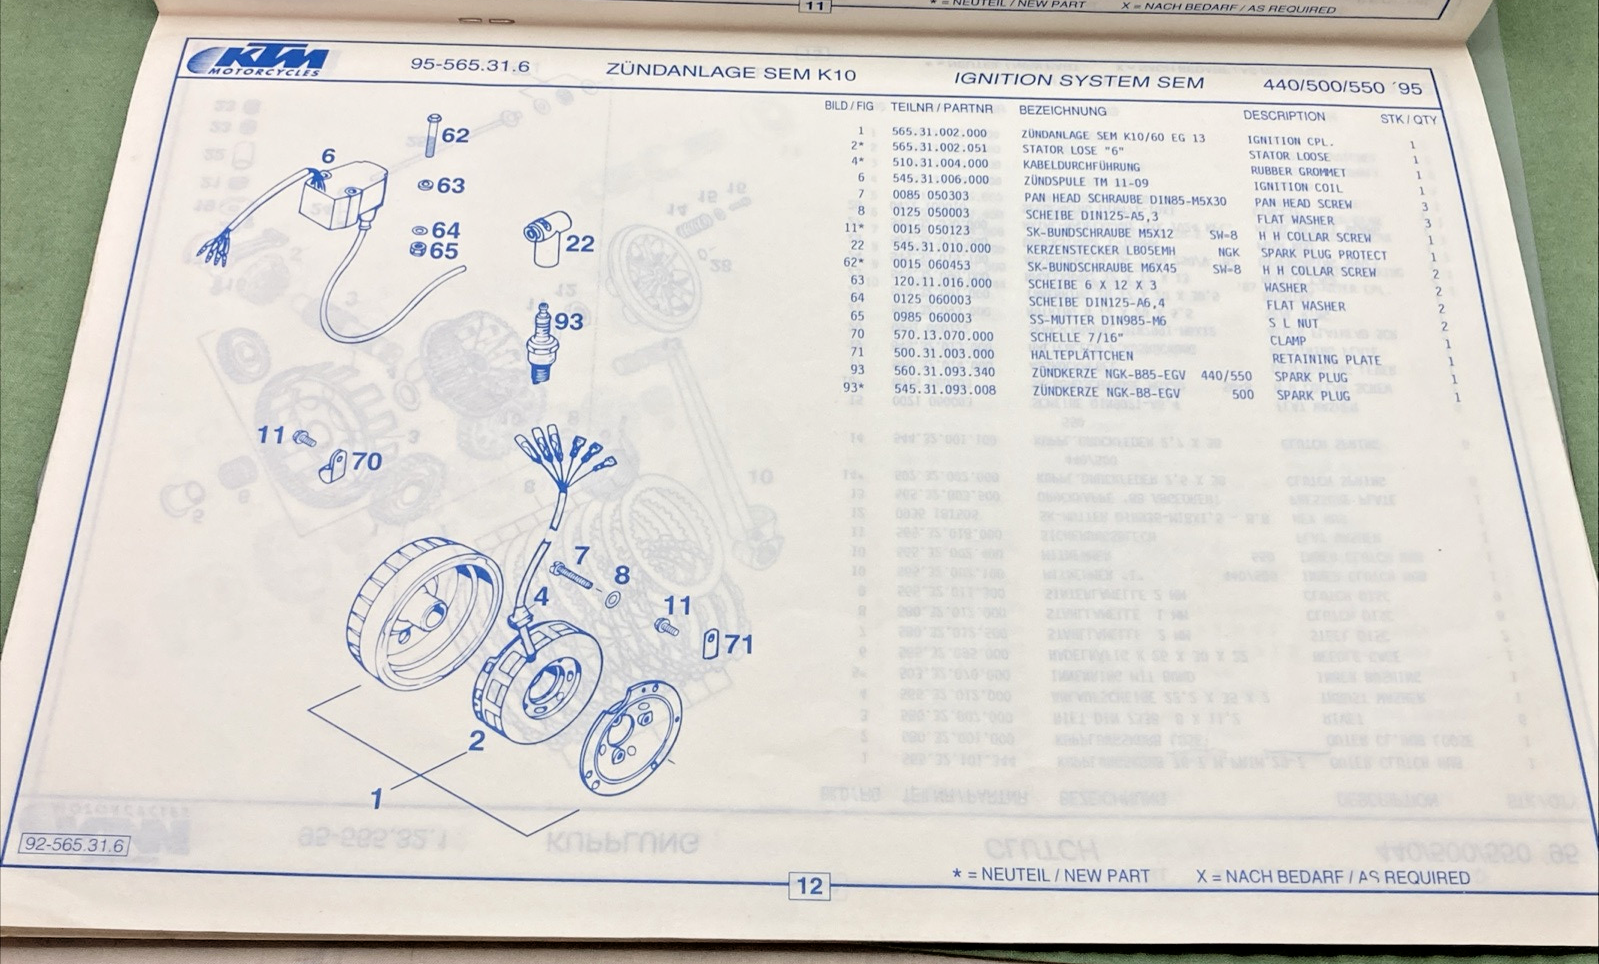 11
* = NEUTEIL / NEW PART X = NACH BEDARF / AS REQUIRED
KTM
MOTORCYCLES
95-565.31.6 ZÜNDANLAGE SEM K10 IGNITION SYSTEM SEM 440/500/550 ´95
BILD / FIG TEILNR / PARTNR BEZEICHNUNG DESCRIPTION STK / QTY
1 565.31.002.000 ZÜNDANLAGE SEM K10/60 EG 13 IGNITION CPL. 1
2* 565.31.002.051 STATOR LOSE "6" STATOR LOOSE 1
4* 510.31.004.000 KABELDURCHFÜHRUNG RUBBER GROMMET 1
6 545.31.006.000 ZÜNDSPULE TM 11-09 IGNITION COIL 1
7 0085 050303 PAN HEAD SCHRAUBE DIN85-M5X30 PAN HEAD SCREW 3
8 0125 050003 SCHEIBE DIN125-A5,3 FLAT WASHER 3
11* 0015 050123 SK-BUNDSCHRAUBE M5X12 SW=8 H H COLLAR SCREW 1
22 545.31.010.000 KERZENSTECKER LB05EMH NGK SPARK PLUG PROTECT 1
62* 0015 060453 SK-BUNDSCHRAUBE M6X45 SW=8 H H COLLAR SCREW 2
63 120.11.016.000 SCHEIBE 6 X 12 X 3 WASHER 2
64 0125 060003 SCHEIBE DIN125-A6,4 FLAT WASHER 2
65 0985 060003 SS-MUTTER DIN985-M6 S L NUT 2
70 570.13.070.000 SCHELLE 7/16" CLAMP 1
71 500.31.003.000 HALTEPLÄTTCHEN RETAINING PLATE 1
93 560.31.093.340 ZÜNDKERZE NGK-B85-EGV 440/550 SPARK PLUG 1
93* 545.31.093.008 ZÜNDKERZE NGK-B8-EGV 500 SPARK PLUG 1
62
6
63
64
65
22
93
11
70
7
8
4
11
71
2
1
92-565.31.6
12
* = NEUTEIL / NEW PART X = NACH BEDARF / AS REQUIRED